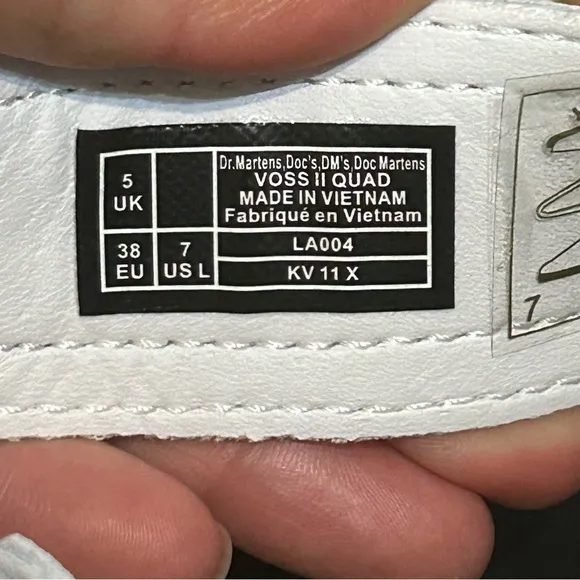 5
UK
Dr.Martens,Doc's,DM's,Doc Martens
VOSS II QUAD
MADE IN VIETNAM
Fabriqué en Vietnam
38
EU
7
US L
LA004
KV 11 X
7